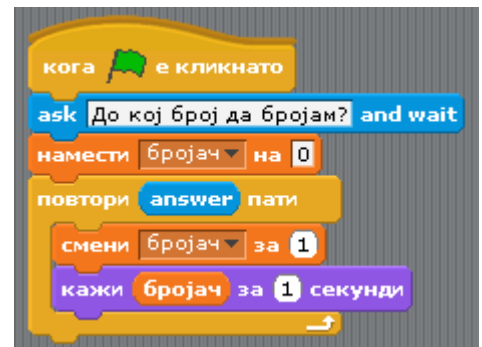 кога е кликнато
ask До кој број да бројам? and wait
намести бројач на 0
повтори answer пати
смени бројач за 1
кажи бројач за 1 секунди